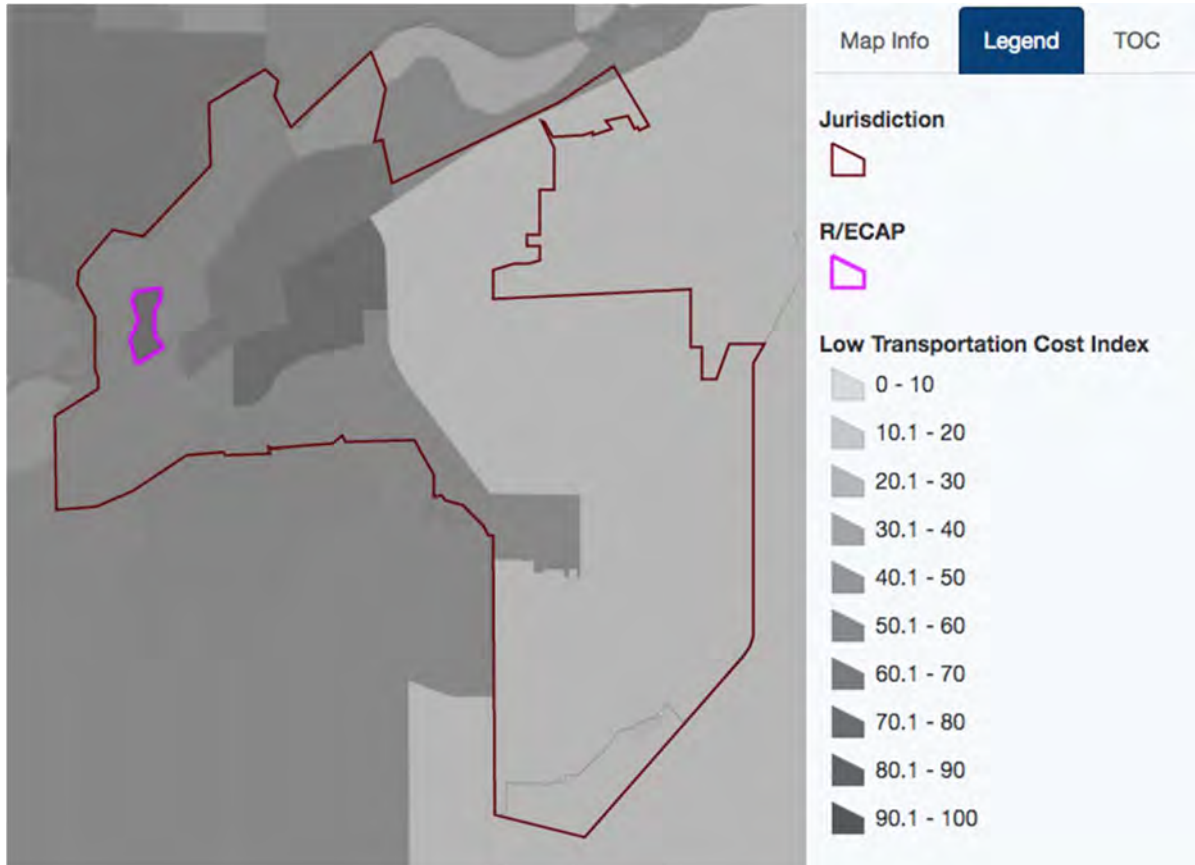 Map Info Legend TOC
Jurisdiction
R/ECAP
Low Transportation Cost Index
0 - 10
10.1 - 20
20.1 - 30
30.1 - 40
40.1 - 50
50.1 - 60
60.1 - 70
70.1 - 80
80.1 - 90
90.1 - 100